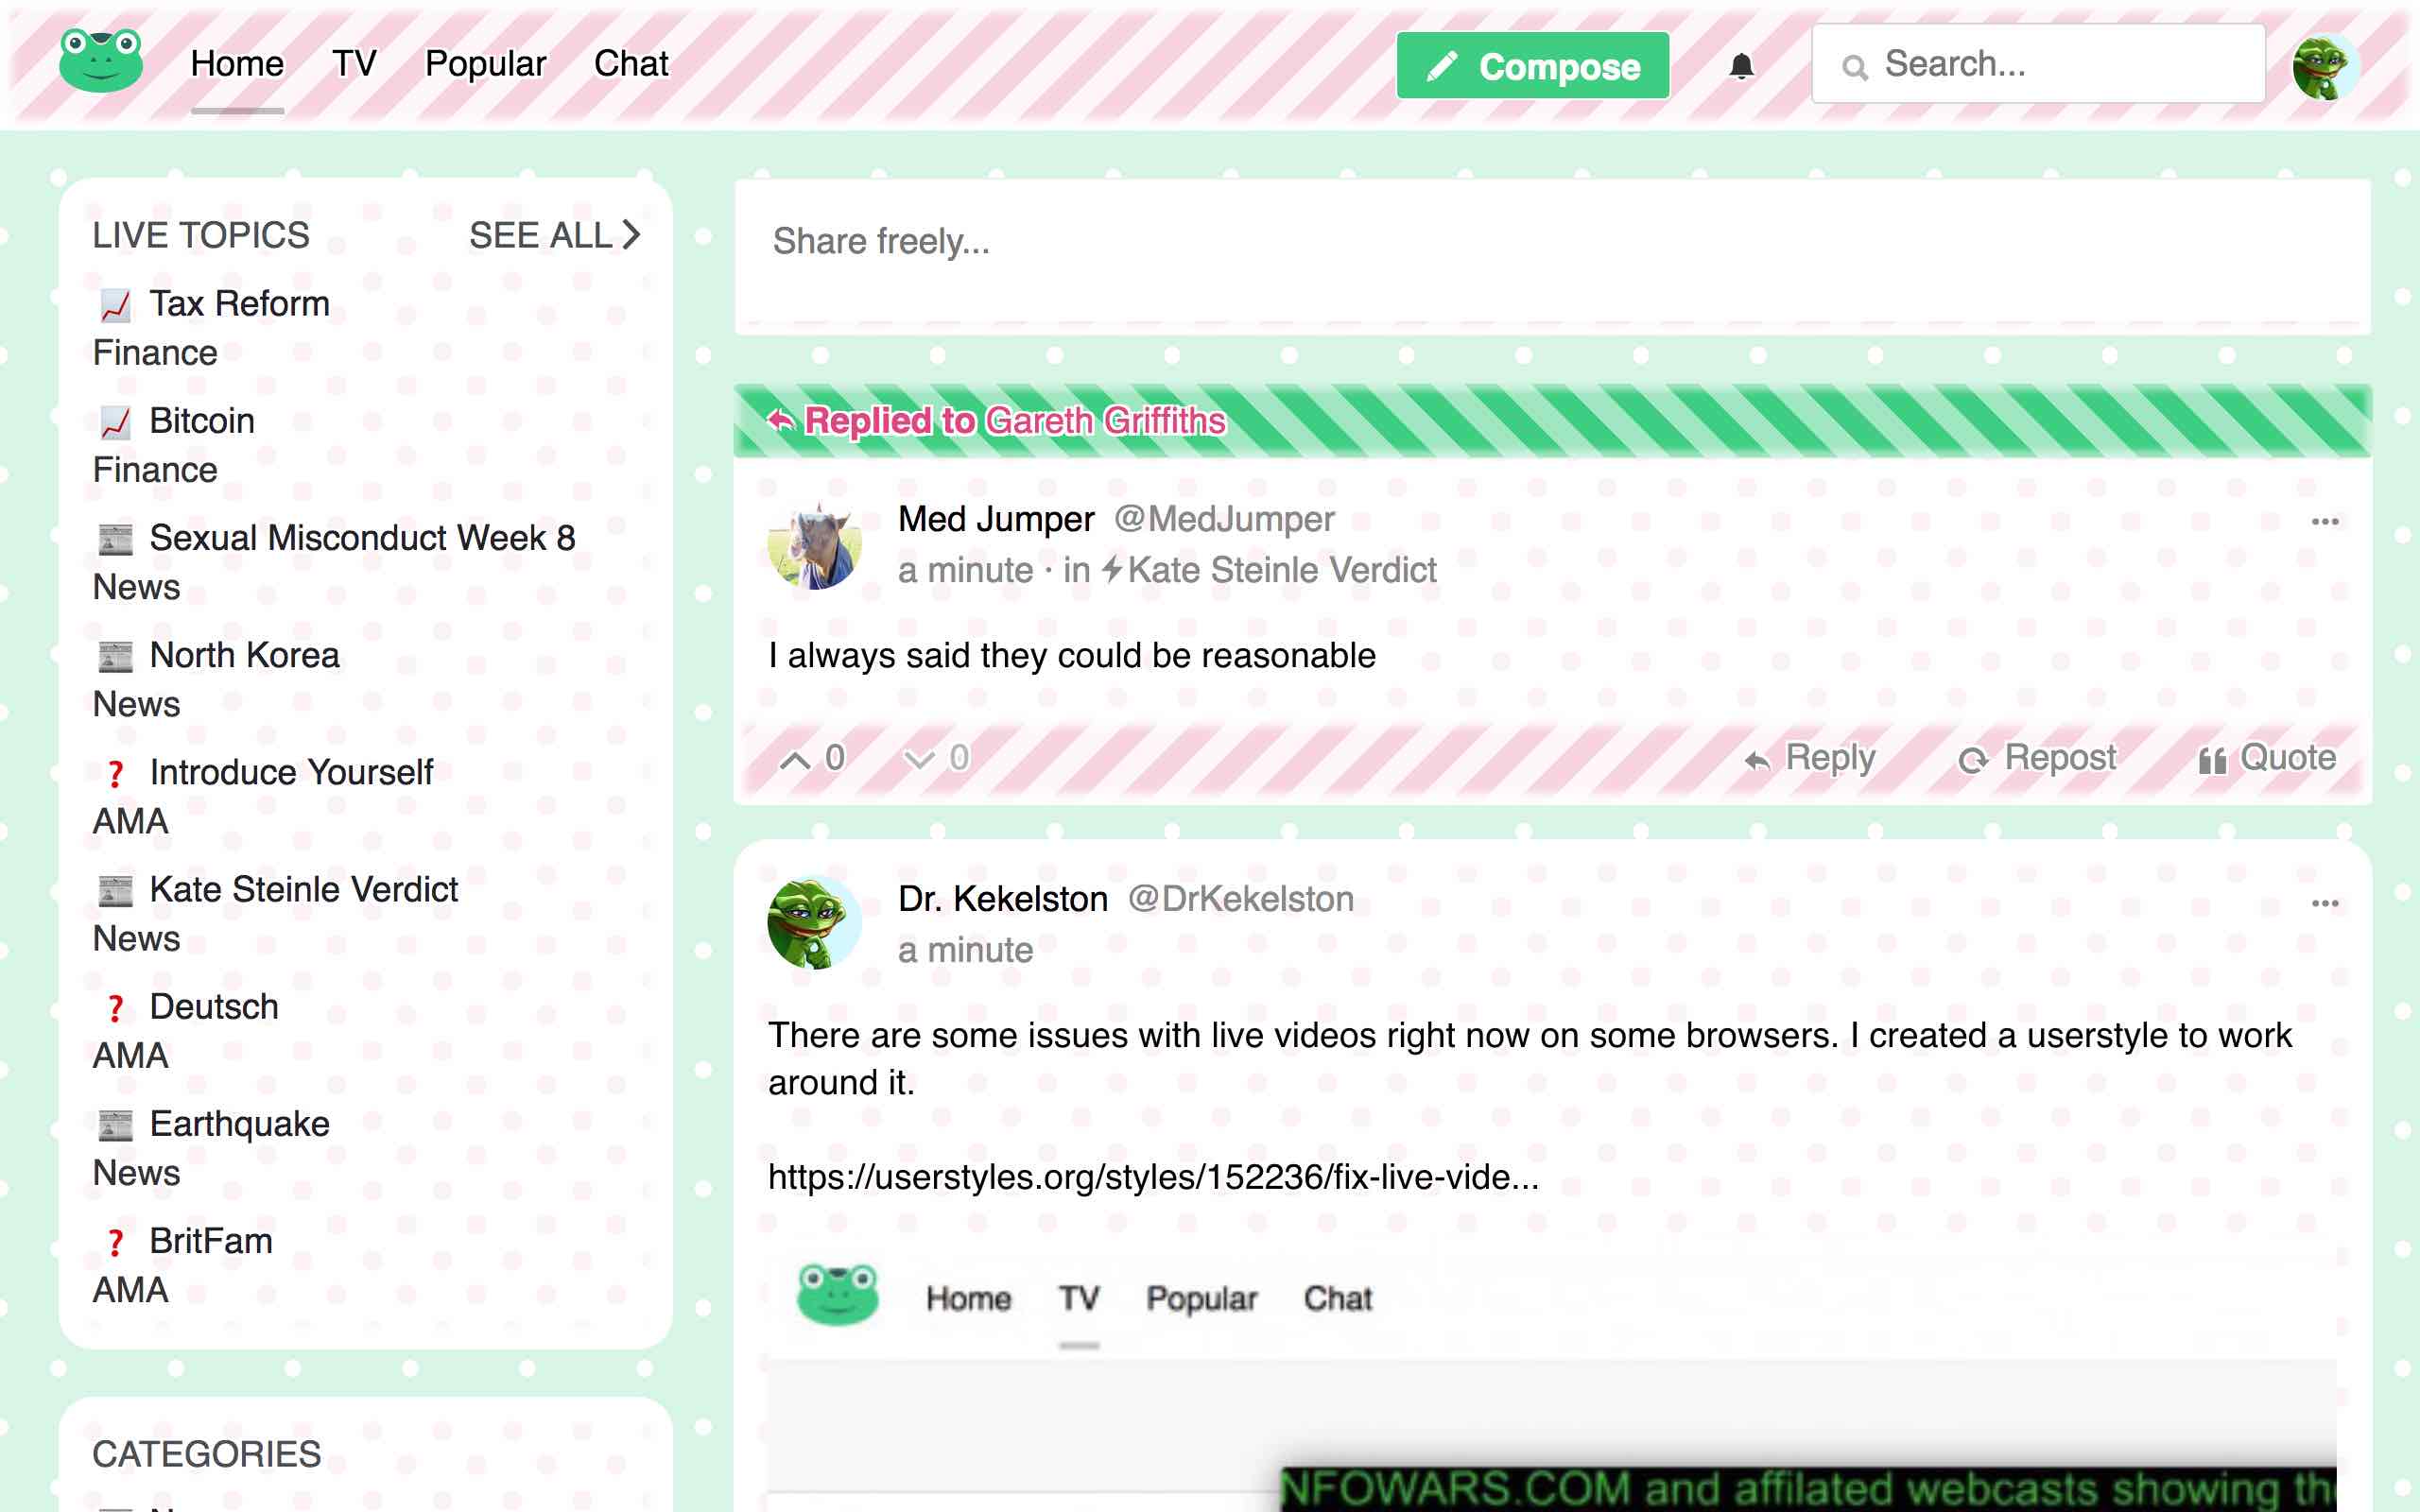 Home TV Popular Chat Compose Search...
LIVE TOPICS SEE ALL
Tax Reform
Finance
Bitcoin
Finance
Sexual Misconduct Week 8
News
North Korea
News
? Introduce Yourself
AMA
Kate Steinle Verdict
News
? Deutsch
AMA
Earthquake
News
? BritFam
AMA
CATEGORIES
Share freely...
Replied to Gareth Griffiths
Med Jumper @MedJumper
a minute · in Kate Steinle Verdict
I always said they could be reasonable
0 0 Reply Repost Quote
Dr. Kekelston @DrKekelston
a minute
There are some issues with live videos right now on some browsers. I created a userstyle to work
around it.
https://userstyles.org/styles/152236/fix-live-vide...
Home TV Popular Chat
NFOWARS.COM and affilated webcasts showing